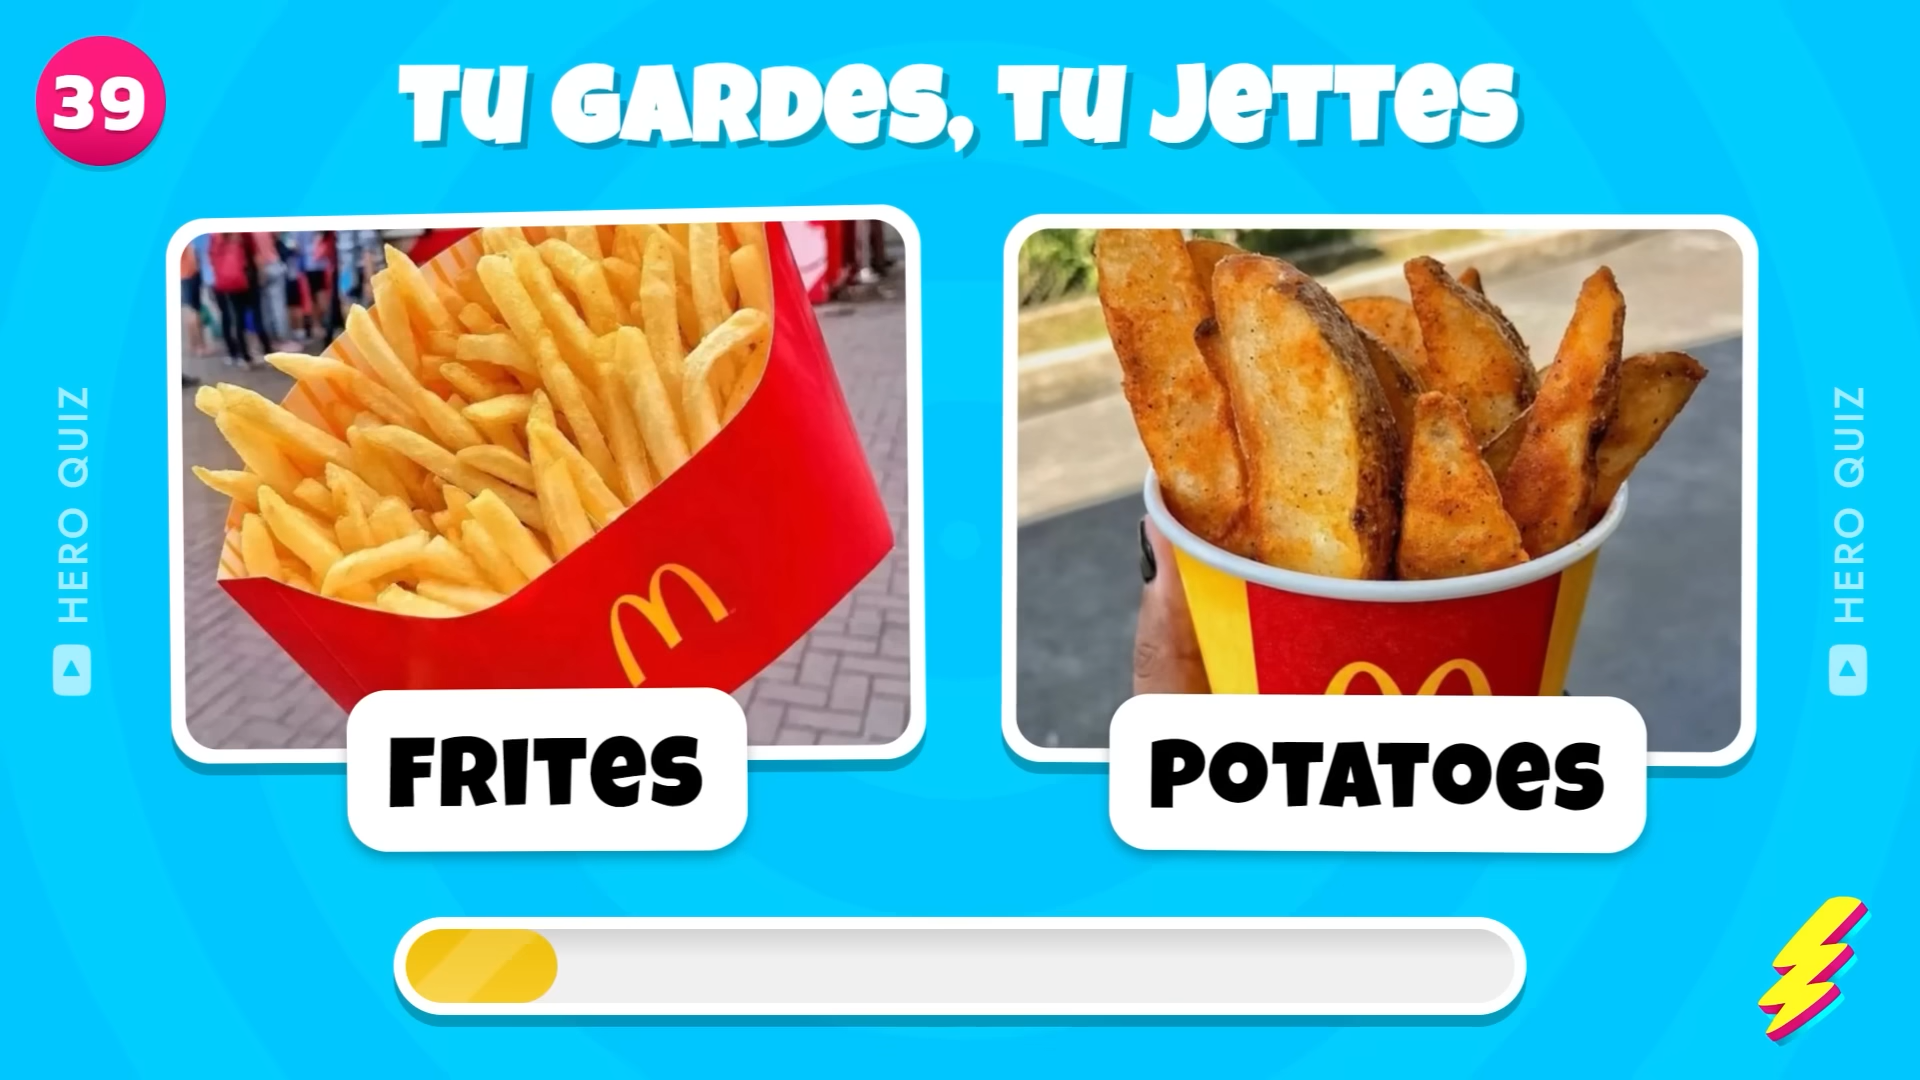 39
TU GARDES, TU JETTES
HERO QUIZ
HERO QUIZ
FRITES
POTATOES